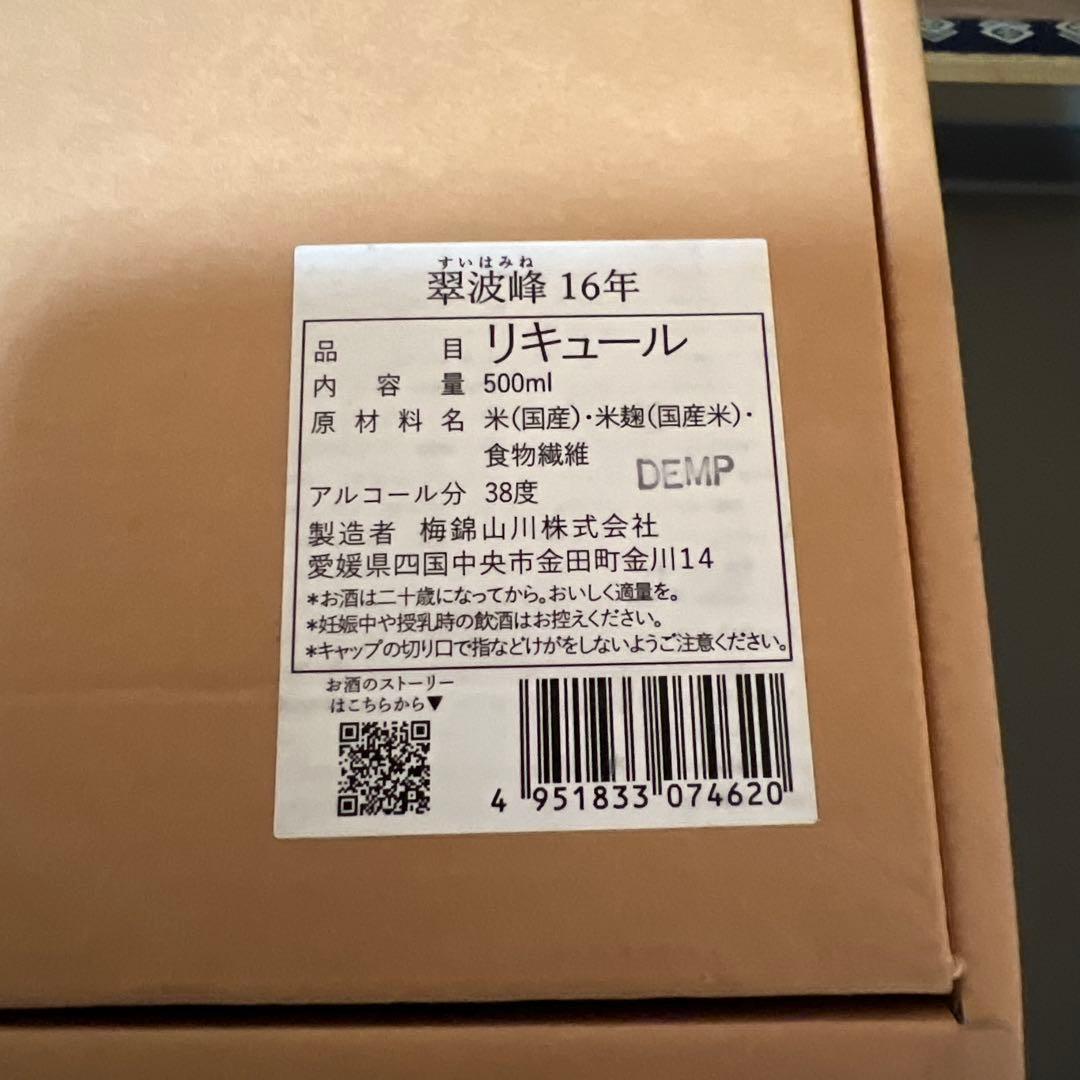 すいはみね
翠波峰 16年
品目 リキュール
内容量 500ml
原材料名 米(国産)・米麹(国産米)・
食物繊維
DEMP
アルコール分 38度
製造者 梅錦山川株式会社
愛媛県四国中央市金田町金川14
*お酒は二十歳になってから。おいしく適量を。
*妊娠中や授乳時の飲酒はお控えください。
*キャップの切り口で指などけがをしないようご注意ください。
お酒のストーリー
はこちらから▼
4 951833 074620